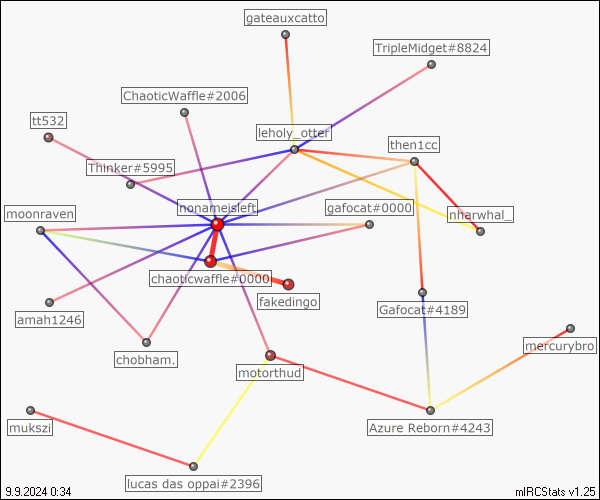 gateauxcatto
TripleMidget#8824
ChaoticWaffle#2006
tt532
leholy_otter
then1cc
Thinker#5995
nonameisleft
gafocat#0000
moonraven
nharwhal_
chaoticwaffle#0000
fakedingo
Gafocat#4189
amah1246
mercurybro
chobham.
motorthud
mukszi
Azure Reborn#4243
lucas das oppai#2396
9.9.2024 0:34
mIRCStats v1.25